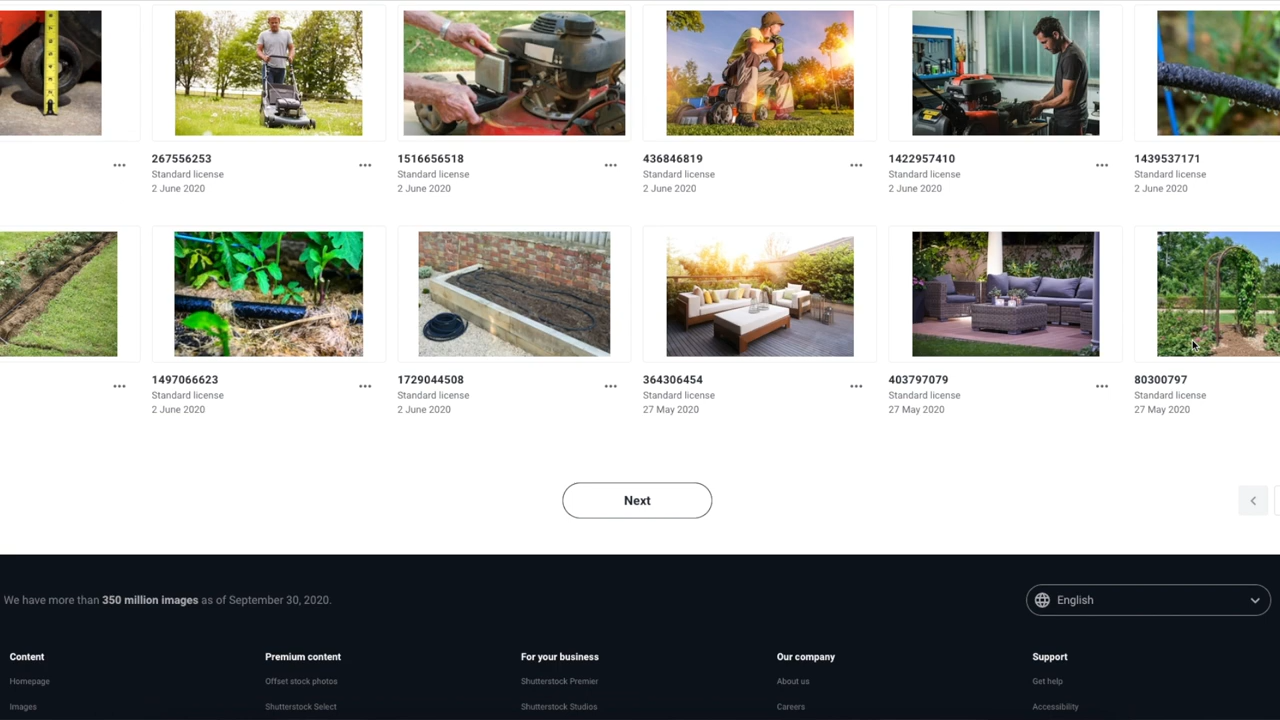 267556253
Standard license
2 June 2020
1516656518
Standard license
2 June 2020
436846819
Standard license
2 June 2020
1422957410
Standard license
2 June 2020
1439537171
Standard license
2 June 2020
1497066623
Standard license
2 June 2020
1729044508
Standard license
2 June 2020
364306454
Standard license
27 May 2020
403797079
Standard license
27 May 2020
80300797
Standard license
27 May 2020
Next
We have more than 350 million images as of September 30, 2020.
English
Content
Homepage
Images
Premium content
Offset stock photos
Shutterstock Select
For your business
Shutterstock Premier
Shutterstock Studios
Our company
About us
Careers
Support
Get help
Accessibility